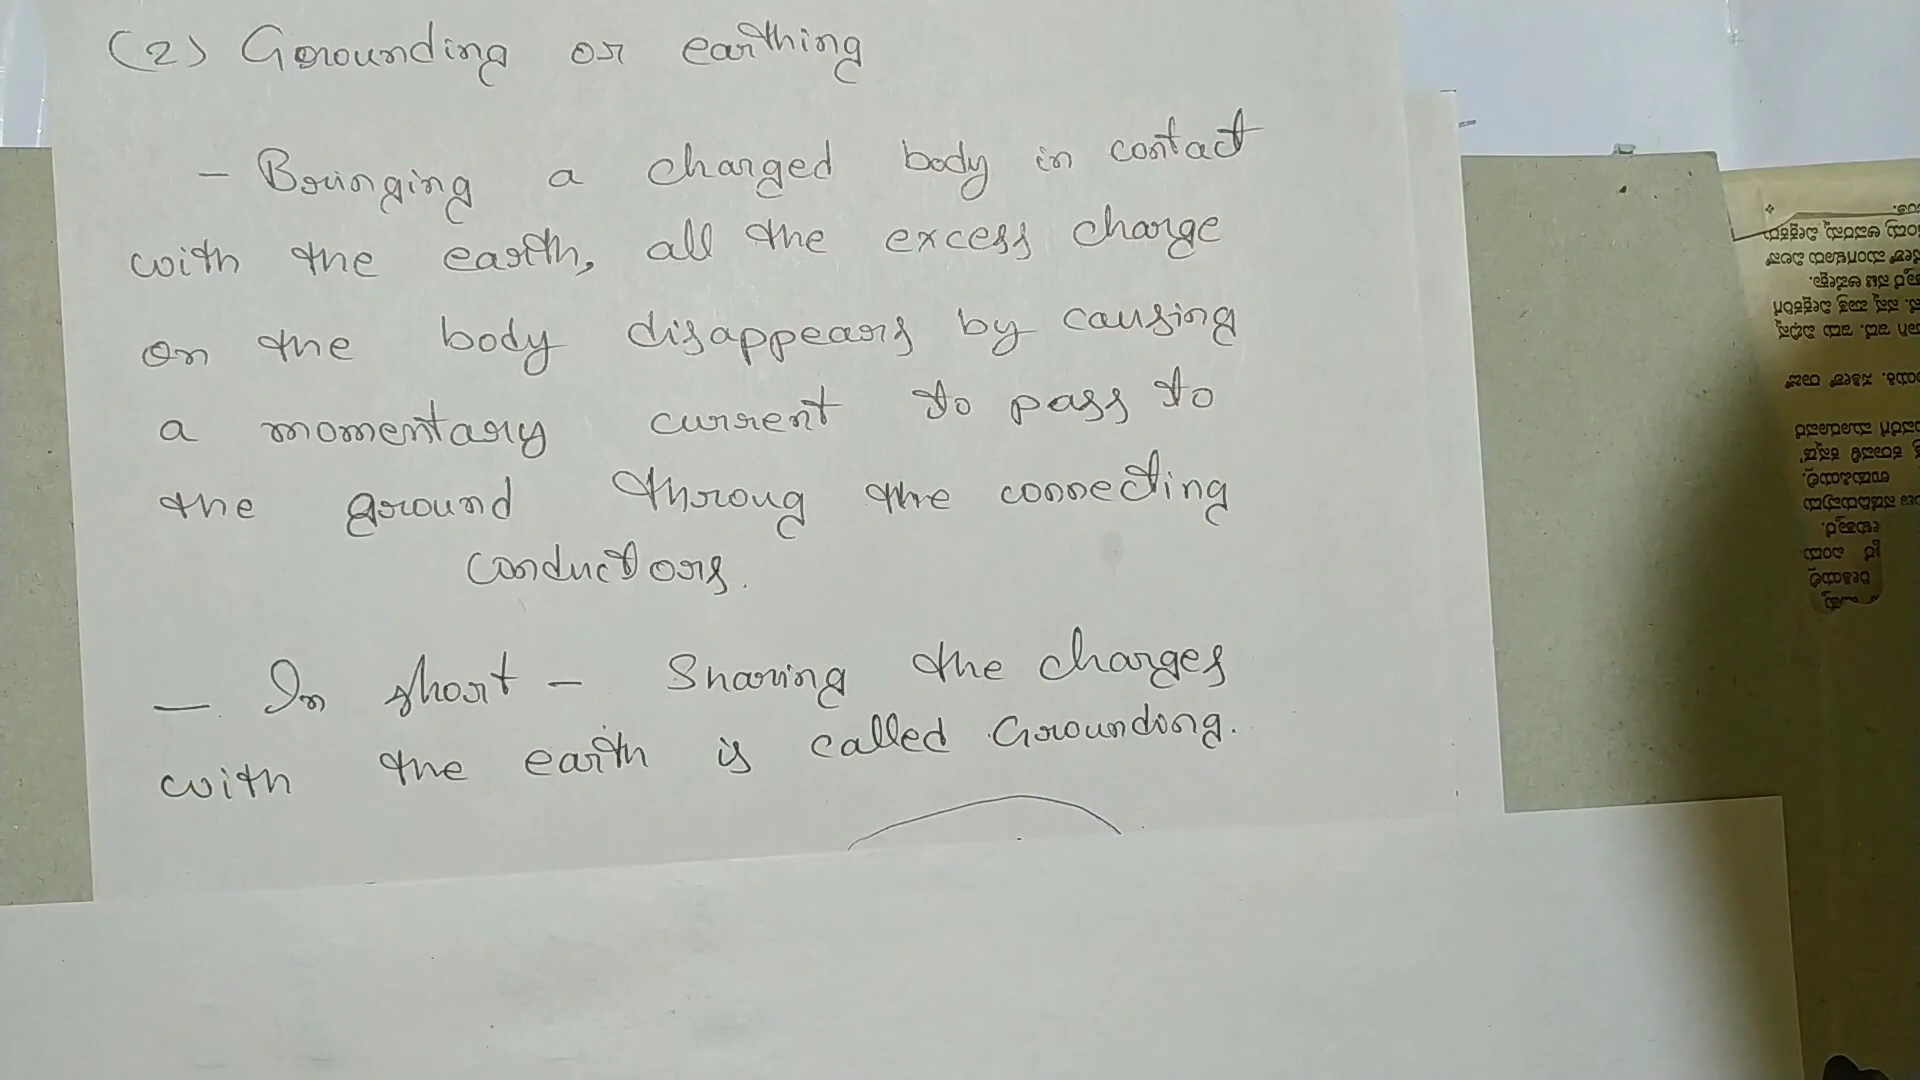 (2) Grounding or earthing
- Bringing a charged body in contact
with the earth, all the excess charge
on the body disappears by causing
a momentary current to pass to
the ground throug the connecting
conductors.
- In short - Sharing the charges
with the earth is called Grounding.